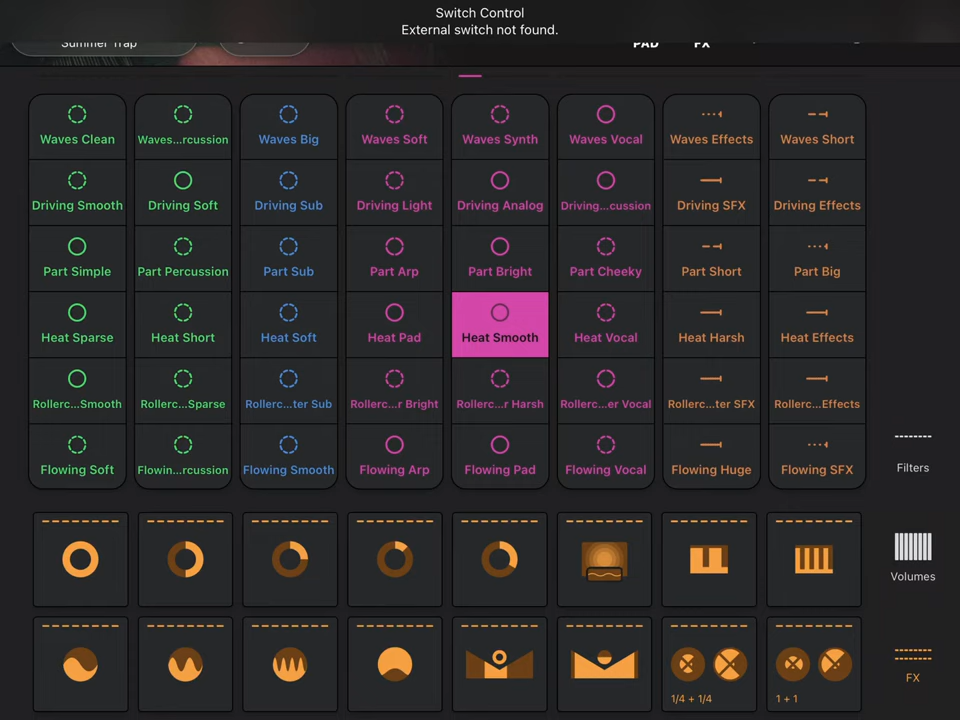 Switch Control
External switch not found.
Summer Trap
PAD FX
Waves Clean Waves...rcussion Waves Big Waves Soft Waves Synth Waves Vocal Waves Effects Waves Short
Driving Smooth Driving Soft Driving Sub Driving Light Driving Analog Driving...cussion Driving SFX Driving Effects
Part Simple Part Percussion Part Sub Part Arp Part Bright Part Cheeky Part Short Part Big
Heat Sparse Heat Short Heat Soft Heat Pad Heat Smooth Heat Vocal Heat Harsh Heat Effects
Rollerc...Smooth Rollerc...Sparse Rollerc...ter Sub Rollerc...r Bright Rollerc...r Harsh Rollerc...er Vocal Rollerc...ter SFX Rollerc...Effects
Flowing Soft Flowin...rcussion Flowing Smooth Flowing Arp Flowing Pad Flowing Vocal Flowing Huge Flowing SFX
Filters
Volumes
FX
1/4 + 1/4 1 + 1